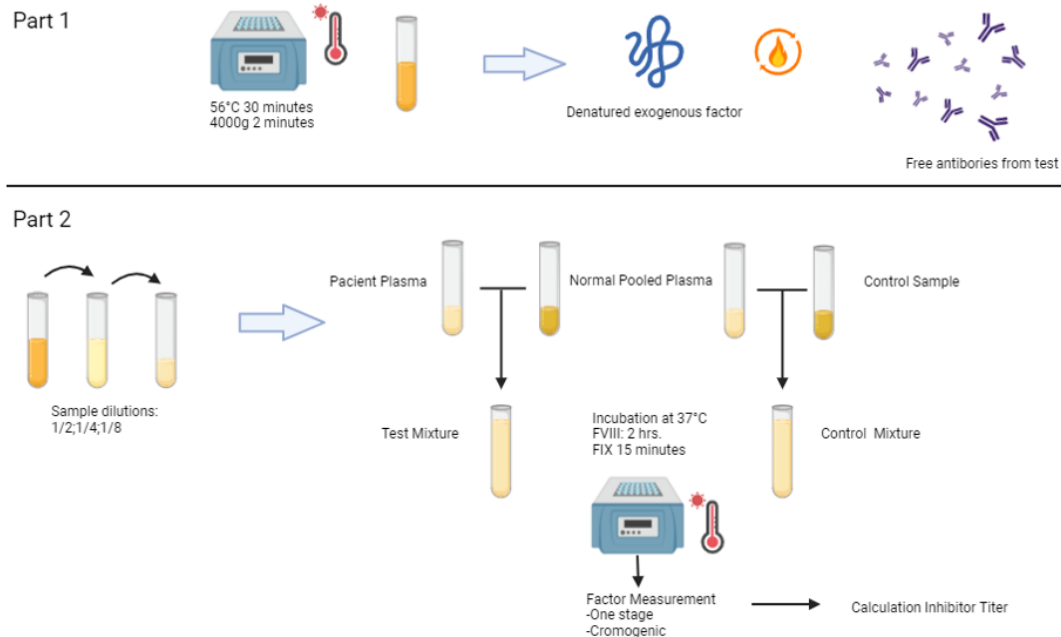 Part 1
56°C 30 minutes
4000g 2 minutes
Denatured exogenous factor
Free antibories from test
Part 2
Sample dilutions:
1/2;1/4;1/8
Pacient Plasma
Normal Pooled Plasma
Control Sample
Test Mixture
Incubation at 37°C
FVIII: 2 hrs.
FIX 15 minutes
Control Mixture
Factor Measurement
-One stage
-Cromogenic
Calculation Inhibitor Titer